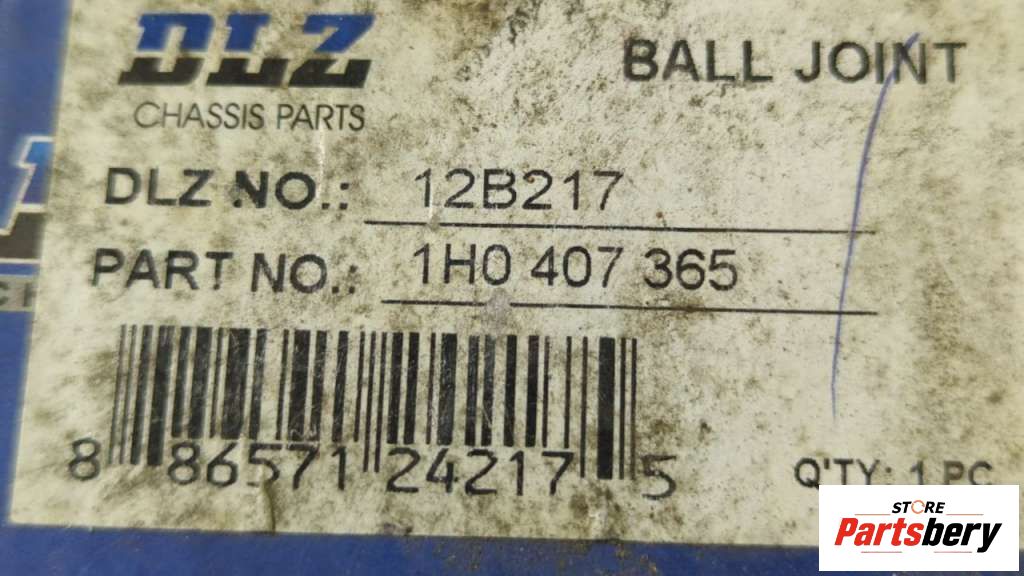 DLZ
CHASSIS PARTS
BALL JOINT
DLZ NO.: 12B217
PART NO.: 1H0 407 365
8 86571 24217 5
Q'TY: 1 PC
STORE
Partsbery